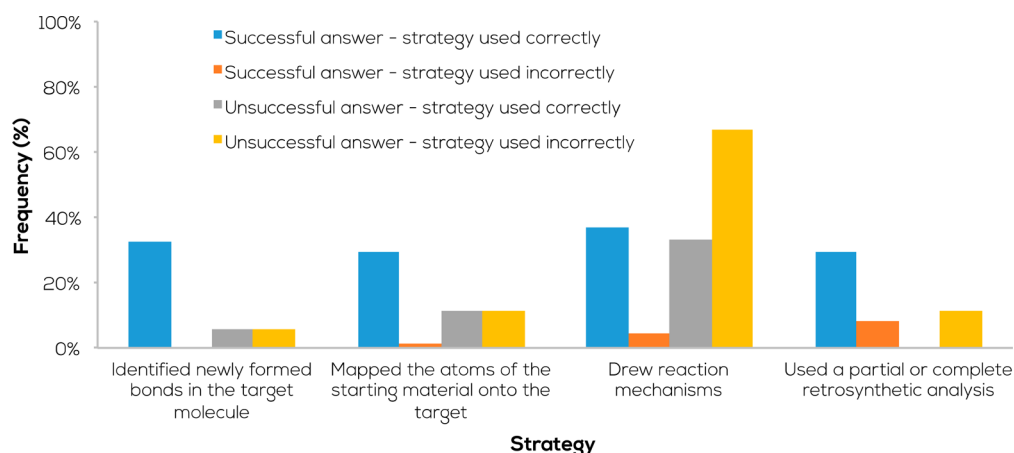 100%
80%
60%
40%
20%
0%
Frequency (%)
Successful answer - strategy used correctly
Successful answer - strategy used incorrectly
Unsuccessful answer - strategy used correctly
Unsuccessful answer - strategy used incorrectly
Identified newly formed
bonds in the target
molecule
Mapped the atoms of the
starting material onto the
target
Drew reaction
mechanisms
Used a partial or complete
retrosynthetic analysis
Strategy